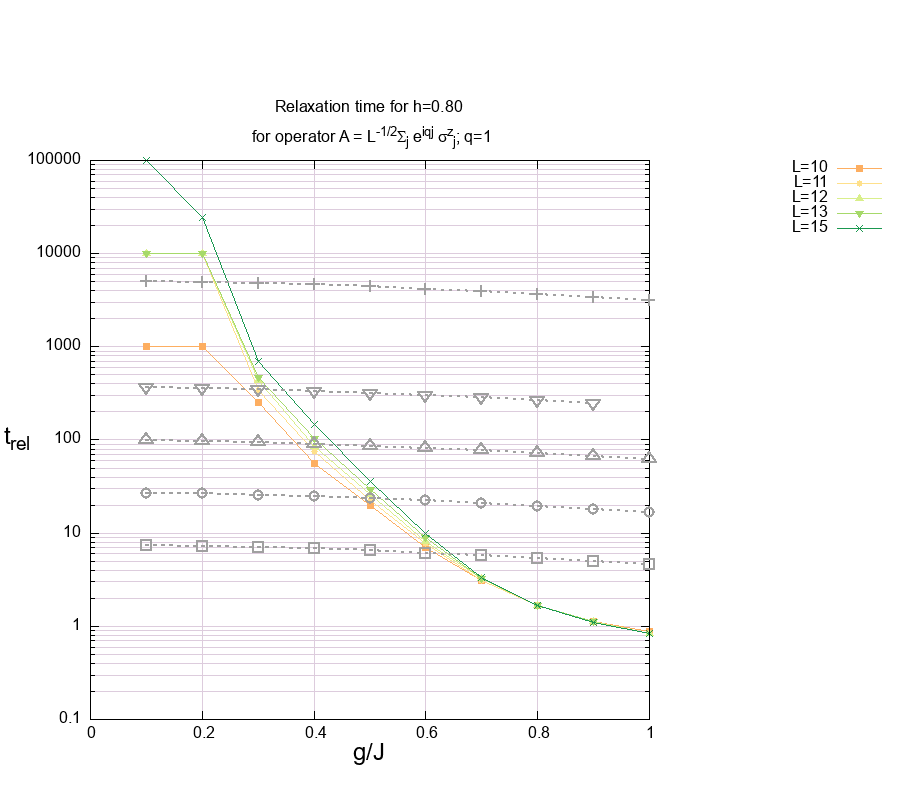 Relaxation time for h=0.80
for operator A = L^-1/2 Σ_j e^iqj σ^z_j; q=1
100000
10000
1000
100
10
1
0.1
t_rel
0 0.2 0.4 0.6 0.8 1
g/J
L=10
L=11
L=12
L=13
L=15